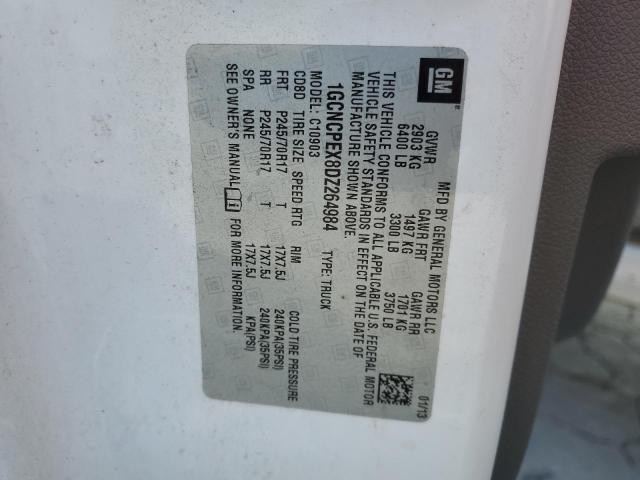 GM
MFD BY GENERAL MOTORS LLC 01/13
GVWR GAWR FRT GAWR RR
2903 KG 1497 KG 1701 KG
6400 LB 3300 LB 3750 LB
THIS VEHICLE CONFORMS TO ALL APPLICABLE U.S. FEDERAL MOTOR
VEHICLE SAFETY STANDARDS IN EFFECT ON THE DATE OF
MANUFACTURE SHOWN ABOVE.
1GCNCPEX8DZ264984 TYPE: TRUCK
MODEL: C10903
CD8D TIRE SIZE SPEED RTG RIM COLD TIRE PRESSURE
FRT P245/70R17 T 17X7.5J 240KPA(35PSI)
RR P245/70R17 T 17X7.5J 240KPA(35PSI)
SPA NONE 17X7.5J KPA(PSI)
SEE OWNER'S MANUAL FOR MORE INFORMATION.